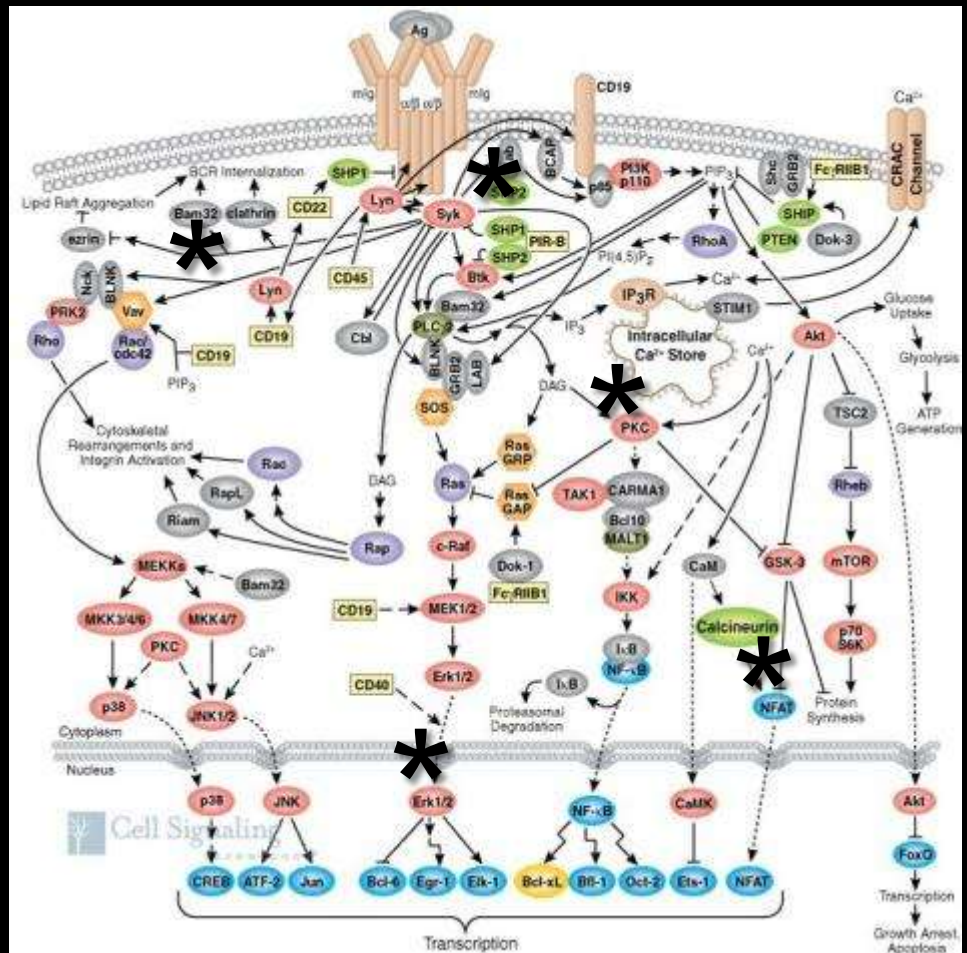 Ag
mIg
α/β α/β
mIg
CD19
Ca²⁺
CRAC
Channel
BCR Internalization
SHP1
Lyn
BCAP
p85
PI3K
p110
PIP₃
Shc
GRB2
FcγRIIB1
Lipid Raft Aggregation
Bam32
clathrin
CD22
Syk
SHP2
SHIP
ezrin
SHP1
PIR-B
SHP2
RhoA
PTEN
Dok-3
PI(4,5)P₂
Nck
BLNK
Lyn
CD45
Btk
Ca²⁺
PRK2
Vav
Bam32
IP₃R
STIM1
Glucose
Uptake
Rho
Rac/
cdc42
CD19
CD19
Cbl
BLNK
GRB2
LAB
IP₃
Intracellular
Ca²⁺ Store
Ca²⁺
Akt
Glycolysis
PIP₃
DAG
SOS
PKC
TSC2
ATP
Generation
Cytoskeletal
Rearrangements and
Integrin Activation
Rac
RapL
Riam
DAG
Ras
Ras
GRP
Ras
GAP
TAK1
CARMA1
Bcl10
MALT1
Rheb
Rap
c-Raf
Dok-1
FcγRIIB1
MEKKs
Bam32
CaM
GSK-3
mTOR
MKK3/4/6
MKK4/7
CD19
MEK1/2
IKK
Calcineurin
p70
S6K
PKC
Ca²⁺
IκB
NF-κB
Erk1/2
CD40
IκB
p38
JNK1/2
NFAT
Protein
Synthesis
Proteasomal
Degradation
Cytoplasm
Nucleus
p38
JNK
Erk1/2
NF-κB
CaMK
Akt
Cell Signaling
FoxO
CREB
ATF-2
Jun
Bcl-6
Egr-1
Elk-1
Bcl-xL
Bfl-1
Oct-2
Ets-1
NFAT
Transcription
Growth Arrest,
Apoptosis
Transcription